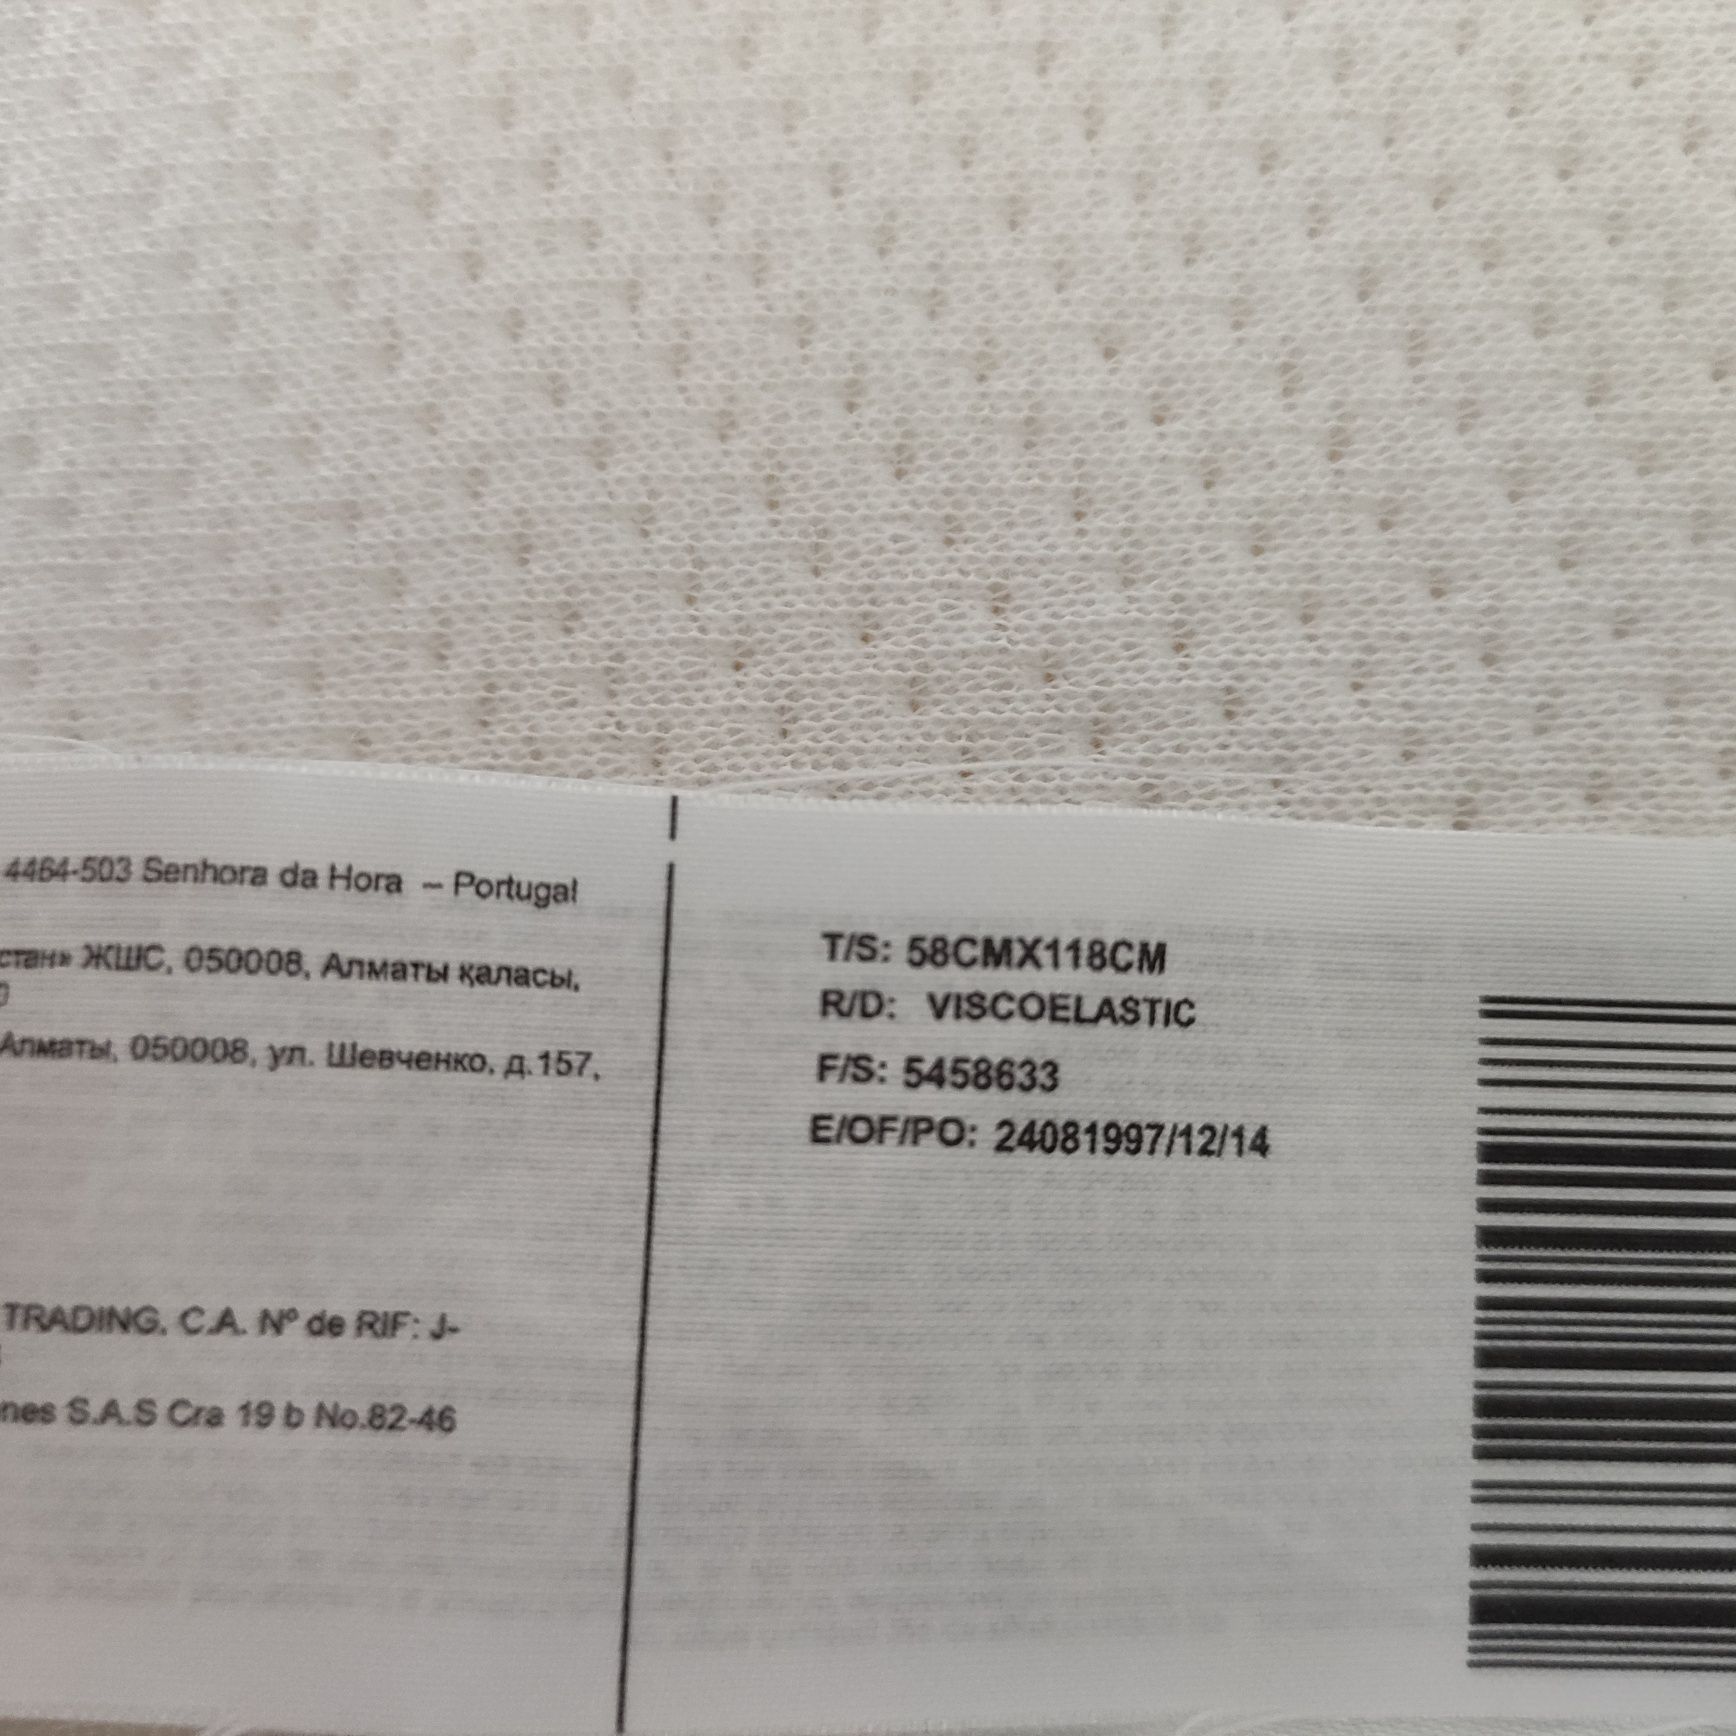 4464-503 Senhora da Hora – Portugal
стан» ЖШС, 050008, Алматы қаласы,
Алматы, 050008, ул. Шевченко, д.157,
TRADING, C.A. Nº de RIF: J-
nes S.A.S Cra 19 b No.82-46
T/S: 58CMX118CM
R/D: VISCOELASTIC
F/S: 5458633
E/OF/PO: 24081997/12/14